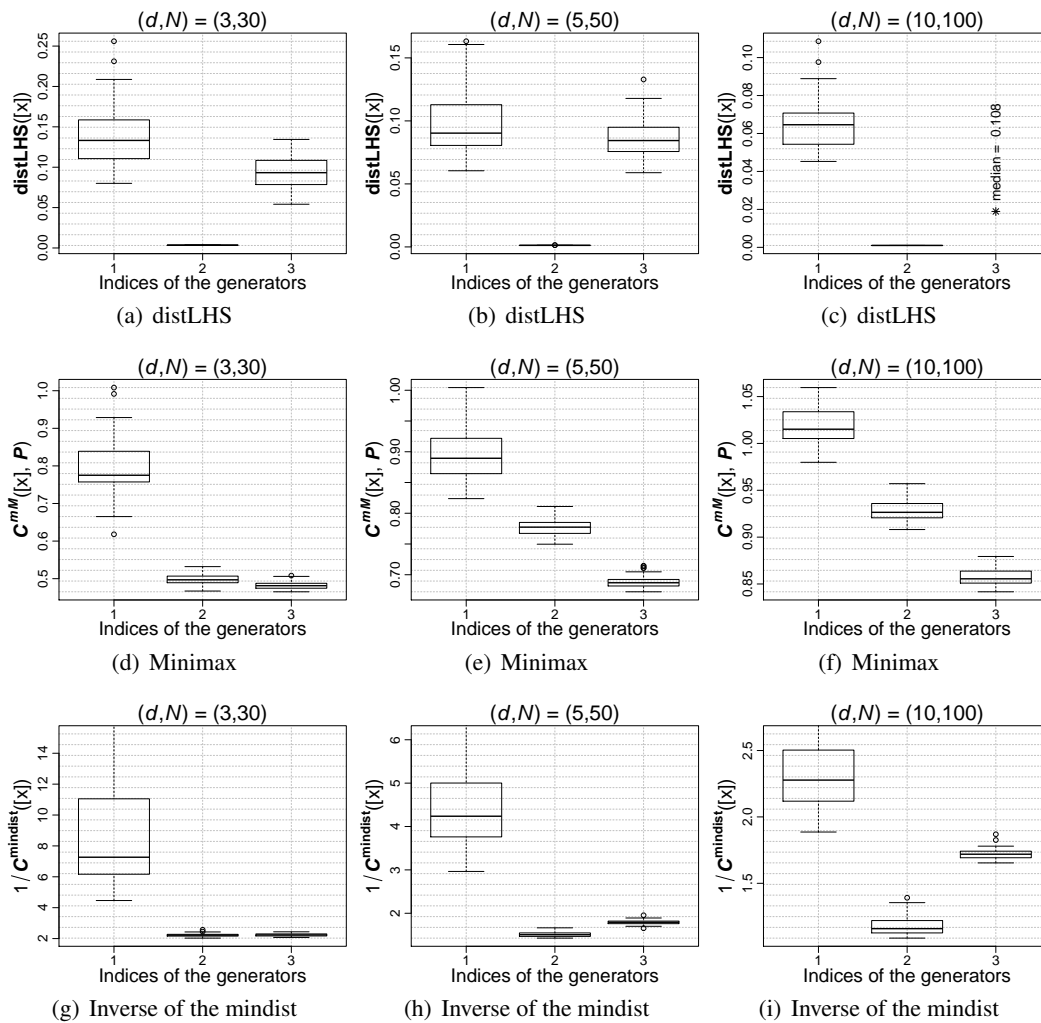 (d,N) = (3,30)
distLHS([x])
0.00 0.05 0.10 0.15 0.20 0.25
1 2 3
Indices of the generators
(a) distLHS
(d,N) = (5,50)
distLHS([x])
0.00 0.05 0.10 0.15
1 2 3
Indices of the generators
(b) distLHS
(d,N) = (10,100)
distLHS([x])
0.00 0.02 0.04 0.06 0.08 0.10
* median = 0.108
1 2 3
Indices of the generators
(c) distLHS
(d,N) = (3,30)
C^{mM}([x], P)
0.5 0.6 0.7 0.8 0.9 1.0
1 2 3
Indices of the generators
(d) Minimax
(d,N) = (5,50)
C^{mM}([x], P)
0.70 0.80 0.90 1.00
1 2 3
Indices of the generators
(e) Minimax
(d,N) = (10,100)
C^{mM}([x], P)
0.85 0.90 0.95 1.00 1.05
1 2 3
Indices of the generators
(f) Minimax
(d,N) = (3,30)
1/C^{mindist}([x])
2 4 6 8 10 12 14
1 2 3
Indices of the generators
(g) Inverse of the mindist
(d,N) = (5,50)
1/C^{mindist}([x])
2 3 4 5 6
1 2 3
Indices of the generators
(h) Inverse of the mindist
(d,N) = (10,100)
1/C^{mindist}([x])
1.5 2.0 2.5
1 2 3
Indices of the generators
(i) Inverse of the mindist